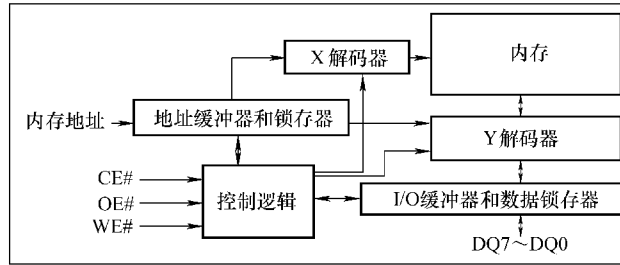 X 解码器
内存
内存地址
地址缓冲器和锁存器
Y 解码器
CE#
OE#
WE#
控制逻辑
I/O缓冲器和数据锁存器
DQ7～DQ0